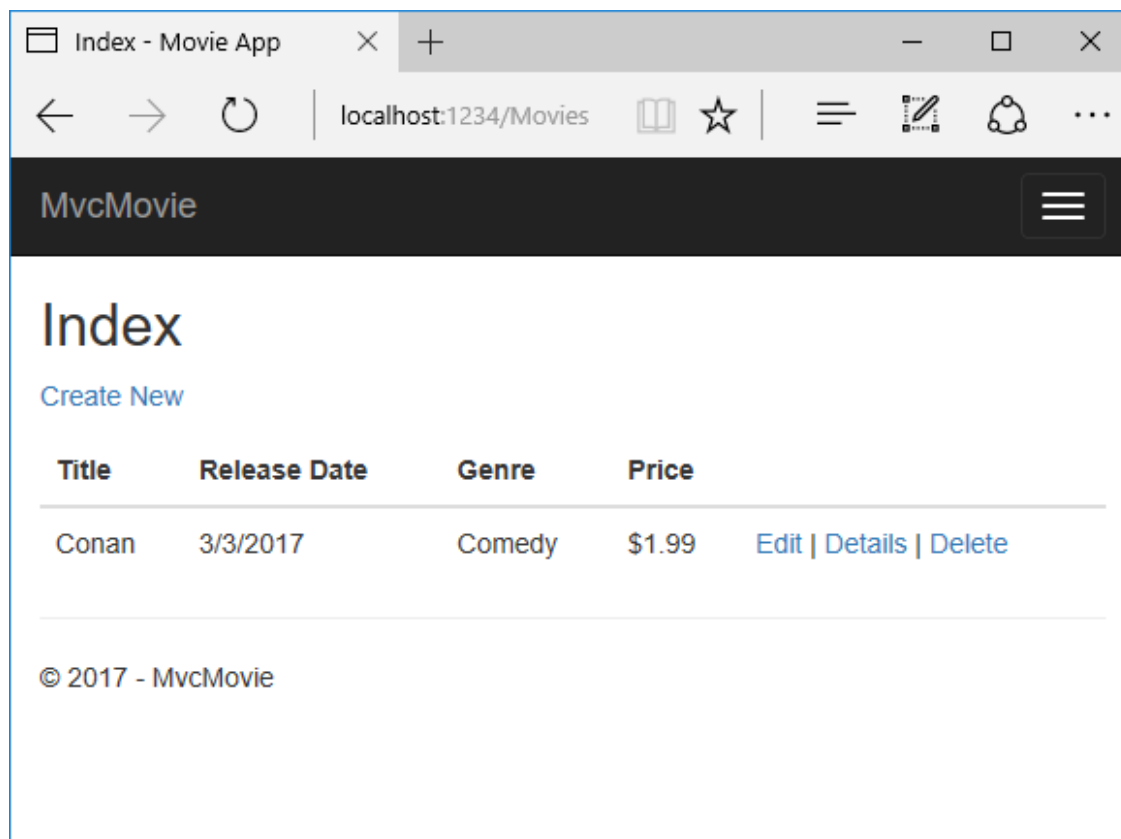 Index - Movie App
localhost:1234/Movies
MvcMovie
Index
Create New
Title Release Date Genre Price
Conan 3/3/2017 Comedy $1.99 Edit | Details | Delete
© 2017 - MvcMovie